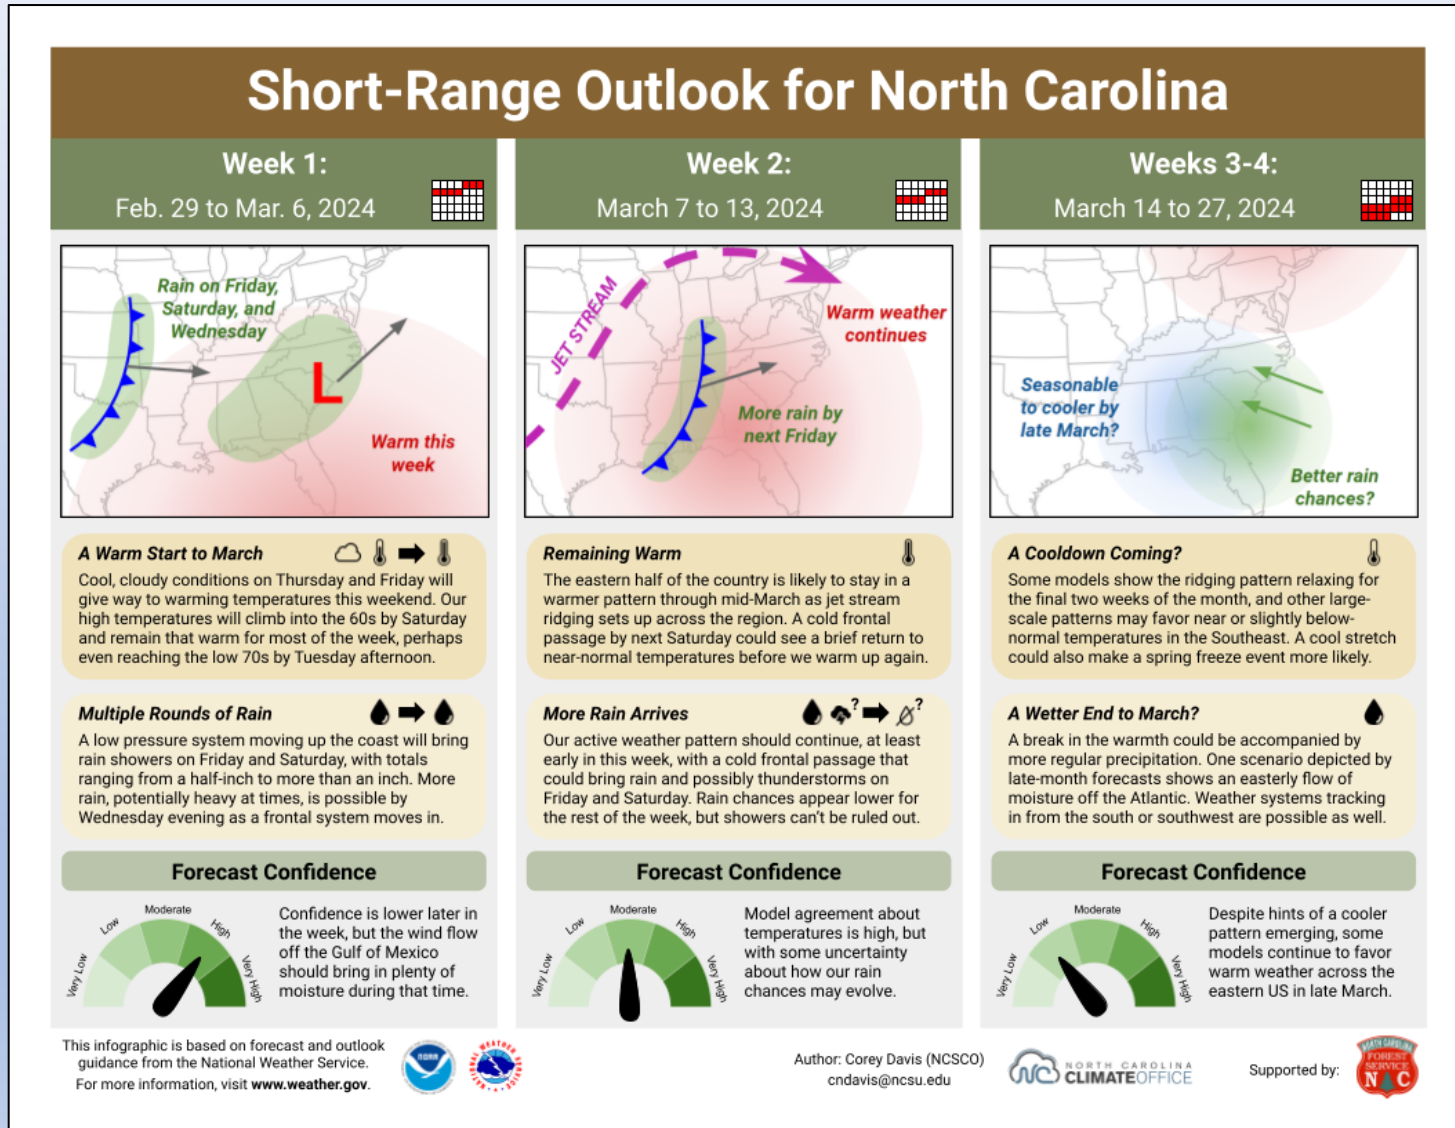 Short-Range Outlook for North Carolina
Week 1:
Feb. 29 to Mar. 6, 2024
Rain on Friday,
Saturday, and
Wednesday
L
Warm this
week
A Warm Start to March
Cool, cloudy conditions on Thursday and Friday will
give way to warming temperatures this weekend. Our
high temperatures will climb into the 60s by Saturday
and remain that warm for most of the week, perhaps
even reaching the low 70s by Tuesday afternoon.
Multiple Rounds of Rain
A low pressure system moving up the coast will bring
rain showers on Friday and Saturday, with totals
ranging from a half-inch to more than an inch. More
rain, potentially heavy at times, is possible by
Wednesday evening as a frontal system moves in.
Forecast Confidence
Very Low
Low
Moderate
High
Very High
Confidence is lower later in
the week, but the wind flow
off the Gulf of Mexico
should bring in plenty of
moisture during that time.
Week 2:
March 7 to 13, 2024
JET STREAM
Warm weather
continues
More rain by
next Friday
Remaining Warm
The eastern half of the country is likely to stay in a
warmer pattern through mid-March as jet stream
ridging sets up across the region. A cold frontal
passage by next Saturday could see a brief return to
near-normal temperatures before we warm up again.
More Rain Arrives
? ?
Our active weather pattern should continue, at least
early in this week, with a cold frontal passage that
could bring rain and possibly thunderstorms on
Friday and Saturday. Rain chances appear lower for
the rest of the week, but showers can't be ruled out.
Forecast Confidence
Very Low
Low
Moderate
High
Very High
Model agreement about
temperatures is high, but
with some uncertainty
about how our rain
chances may evolve.
Weeks 3-4:
March 14 to 27, 2024
Seasonable
to cooler by
late March?
Better rain
chances?
A Cooldown Coming?
Some models show the ridging pattern relaxing for
the final two weeks of the month, and other large-
scale patterns may favor near or slightly below-
normal temperatures in the Southeast. A cool stretch
could also make a spring freeze event more likely.
A Wetter End to March?
A break in the warmth could be accompanied by
more regular precipitation. One scenario depicted by
late-month forecasts shows an easterly flow of
moisture off the Atlantic. Weather systems tracking
in from the south or southwest are possible as well.
Forecast Confidence
Very Low
Low
Moderate
High
Very High
Despite hints of a cooler
pattern emerging, some
models continue to favor
warm weather across the
eastern US in late March.
This infographic is based on forecast and outlook
guidance from the National Weather Service.
For more information, visit www.weather.gov.
NOAA
NATIONAL WEATHER SERVICE
Author: Corey Davis (NCSCO)
cndavis@ncsu.edu
NORTH CAROLINA
CLIMATEOFFICE
Supported by:
NORTH CAROLINA
FOREST
SERVICE
N C